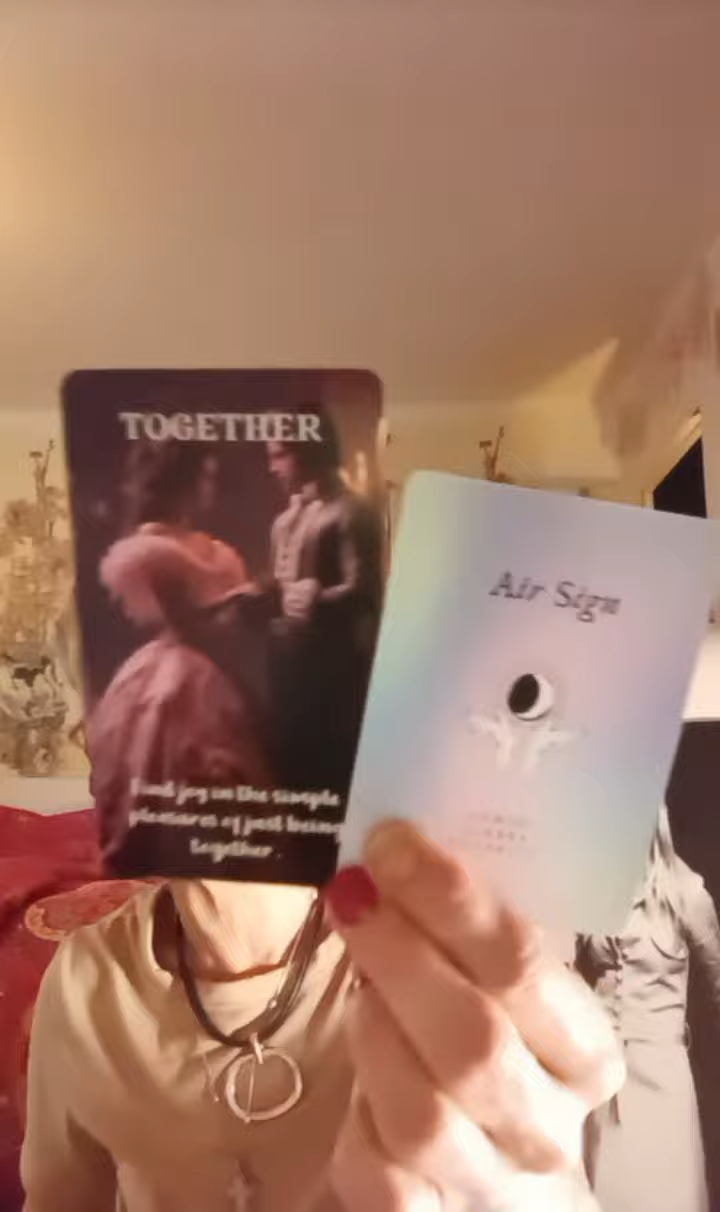 TOGETHER
Find joy in the simple
pleasures of just being
together.
Air Sign